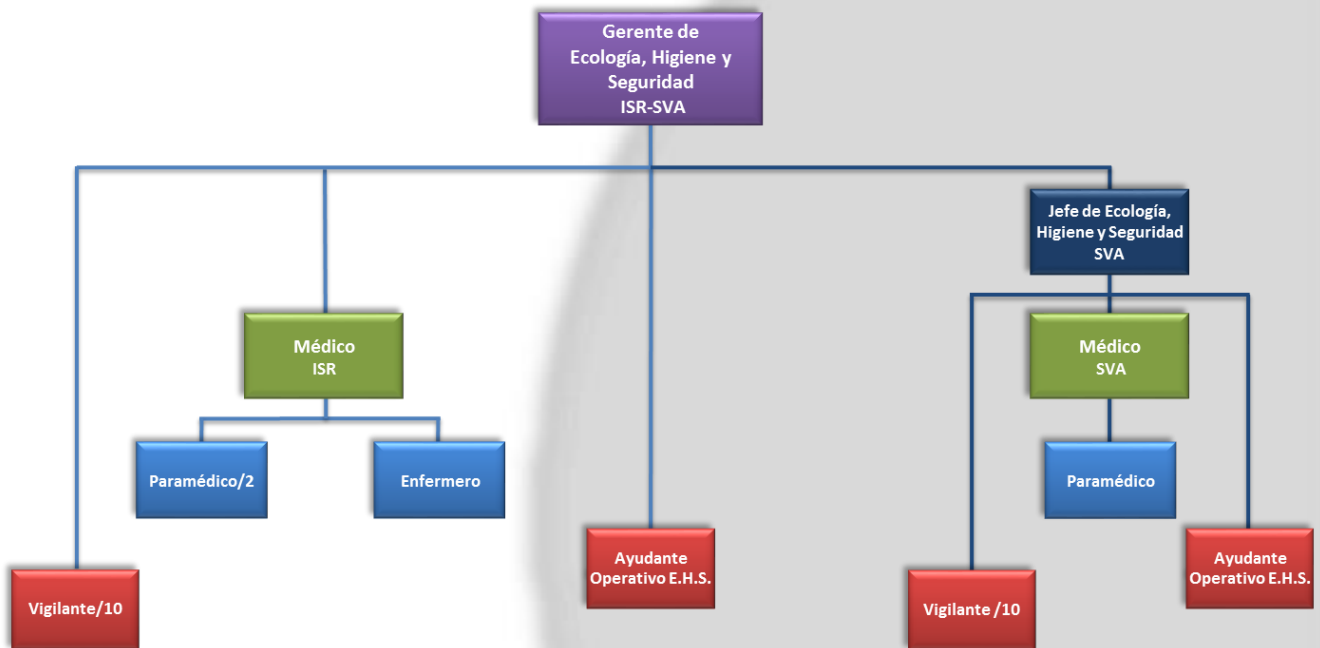 Gerente de
Ecología, Higiene y
Seguridad
ISR-SVA
Jefe de Ecología,
Higiene y Seguridad
SVA
Médico
ISR
Médico
SVA
Paramédico/2
Enfermero
Paramédico
Ayudante
Operativo E.H.S.
Ayudante
Operativo E.H.S.
Vigilante/10
Vigilante /10